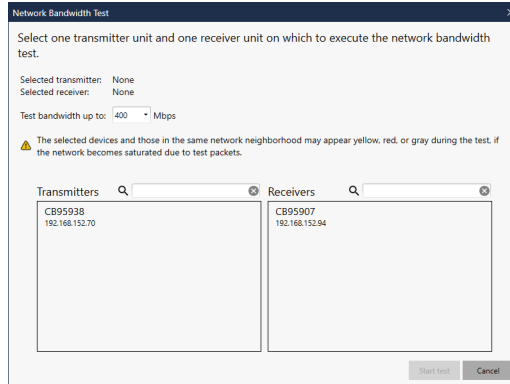 Network Bandwidth Test
Select one transmitter unit and one receiver unit on which to execute the network bandwidth
test.
Selected transmitter: None
Selected receiver: None
Test bandwidth up to: 400 Mbps
The selected devices and those in the same network neighborhood may appear yellow, red, or gray during the test, if
the network becomes saturated due to test packets.
Transmitters
Receivers
CB95938
192.168.152.70
CB95907
192.168.152.94
Start test
Cancel